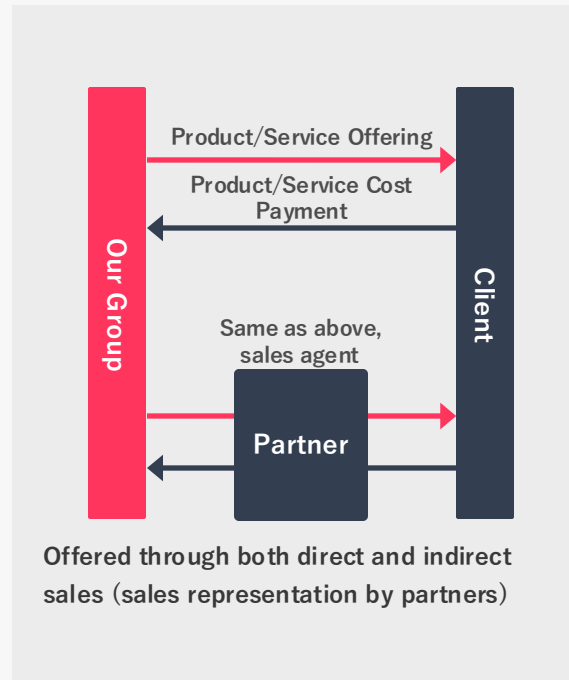 Product/Service Offering
Product/Service Cost
Payment
Our Group
Client
Same as above,
sales agent
Partner
Offered through both direct and indirect
sales (sales representation by partners)